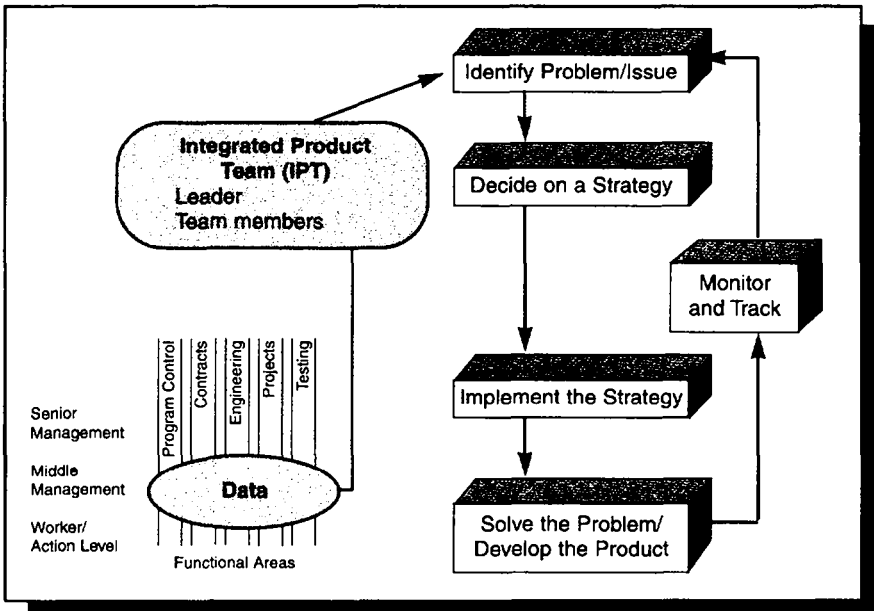 Identify Problem/Issue
Integrated Product
Team (IPT)
Leader
Team members
Decide on a Strategy
Monitor
and Track
Program Control
Contracts
Engineering
Projects
Testing
Implement the Strategy
Senior
Management
Middle
Management
Data
Worker/
Action Level
Functional Areas
Solve the Problem/
Develop the Product